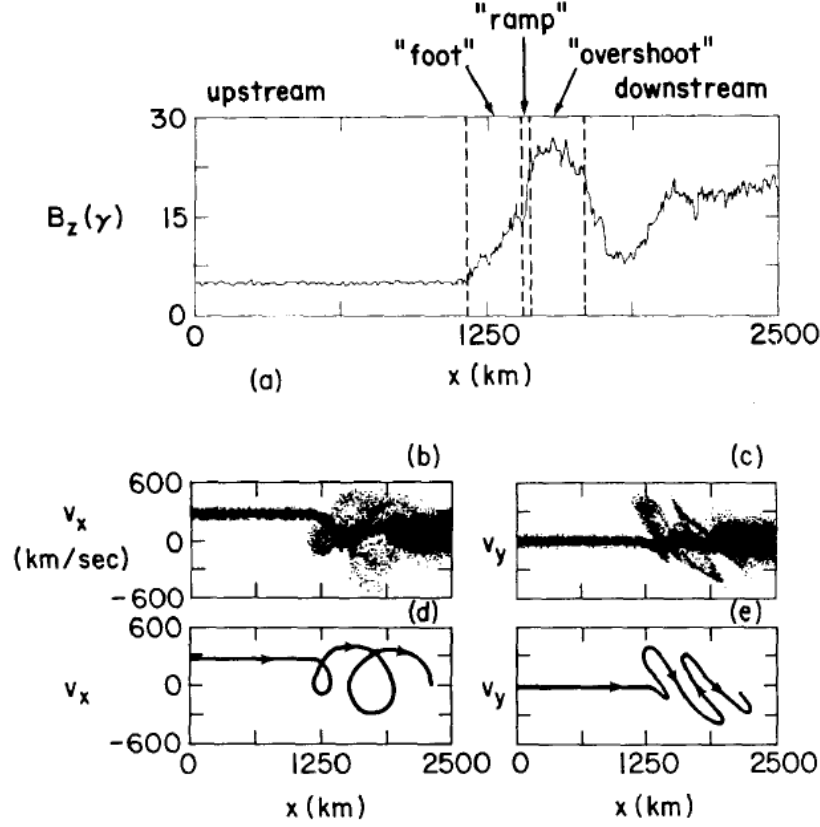 "ramp"
"foot" "overshoot"
upstream downstream
30
B_z(γ) 15
0
0 1250 2500
(a) x (km)
(b) (c)
600
v_x 0 v_y
(km/sec)
-600
(d) (e)
600
v_x 0 v_y
-600
0 1250 2500 0 1250 2500
x (km) x (km)